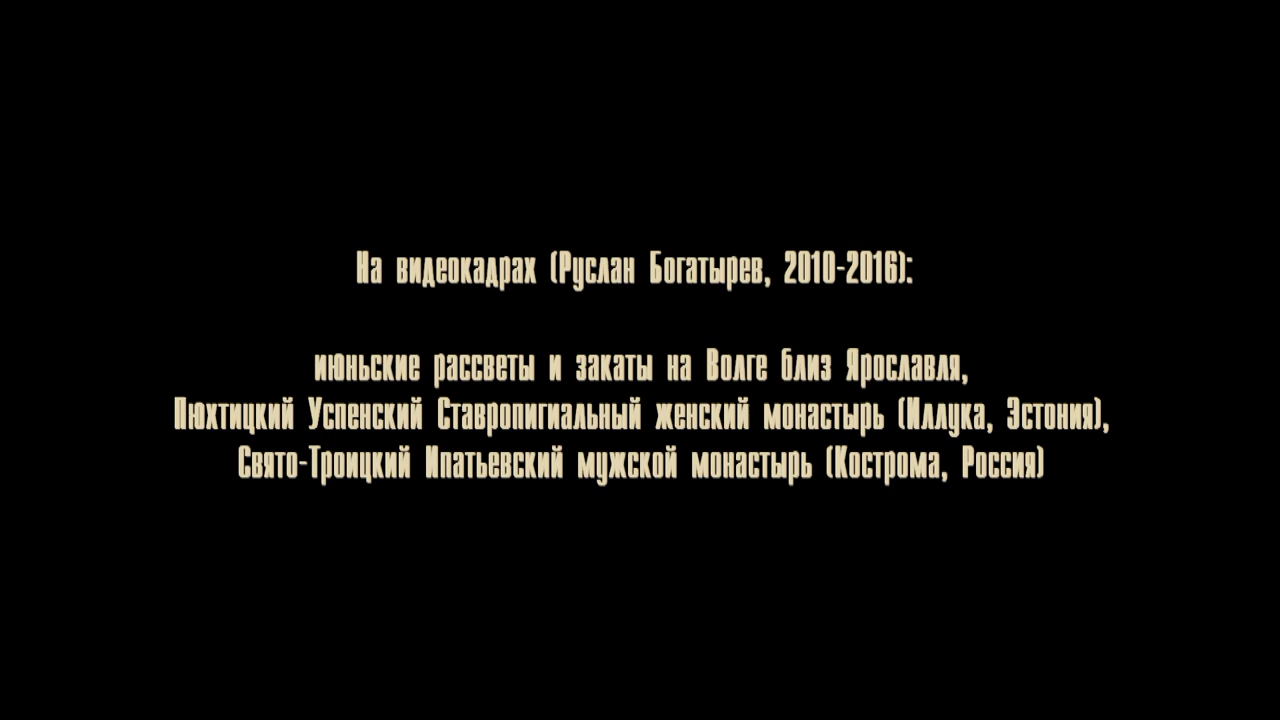 На видеокадрах (Руслан Богатырев, 2010-2016):
июньские рассветы и закаты на Волге близ Ярославля,
Пюхтицкий Успенский Ставропигиальный женский монастырь (Иллука, Эстония),
Свято-Троицкий Ипатьевский мужской монастырь (Кострома, Россия)